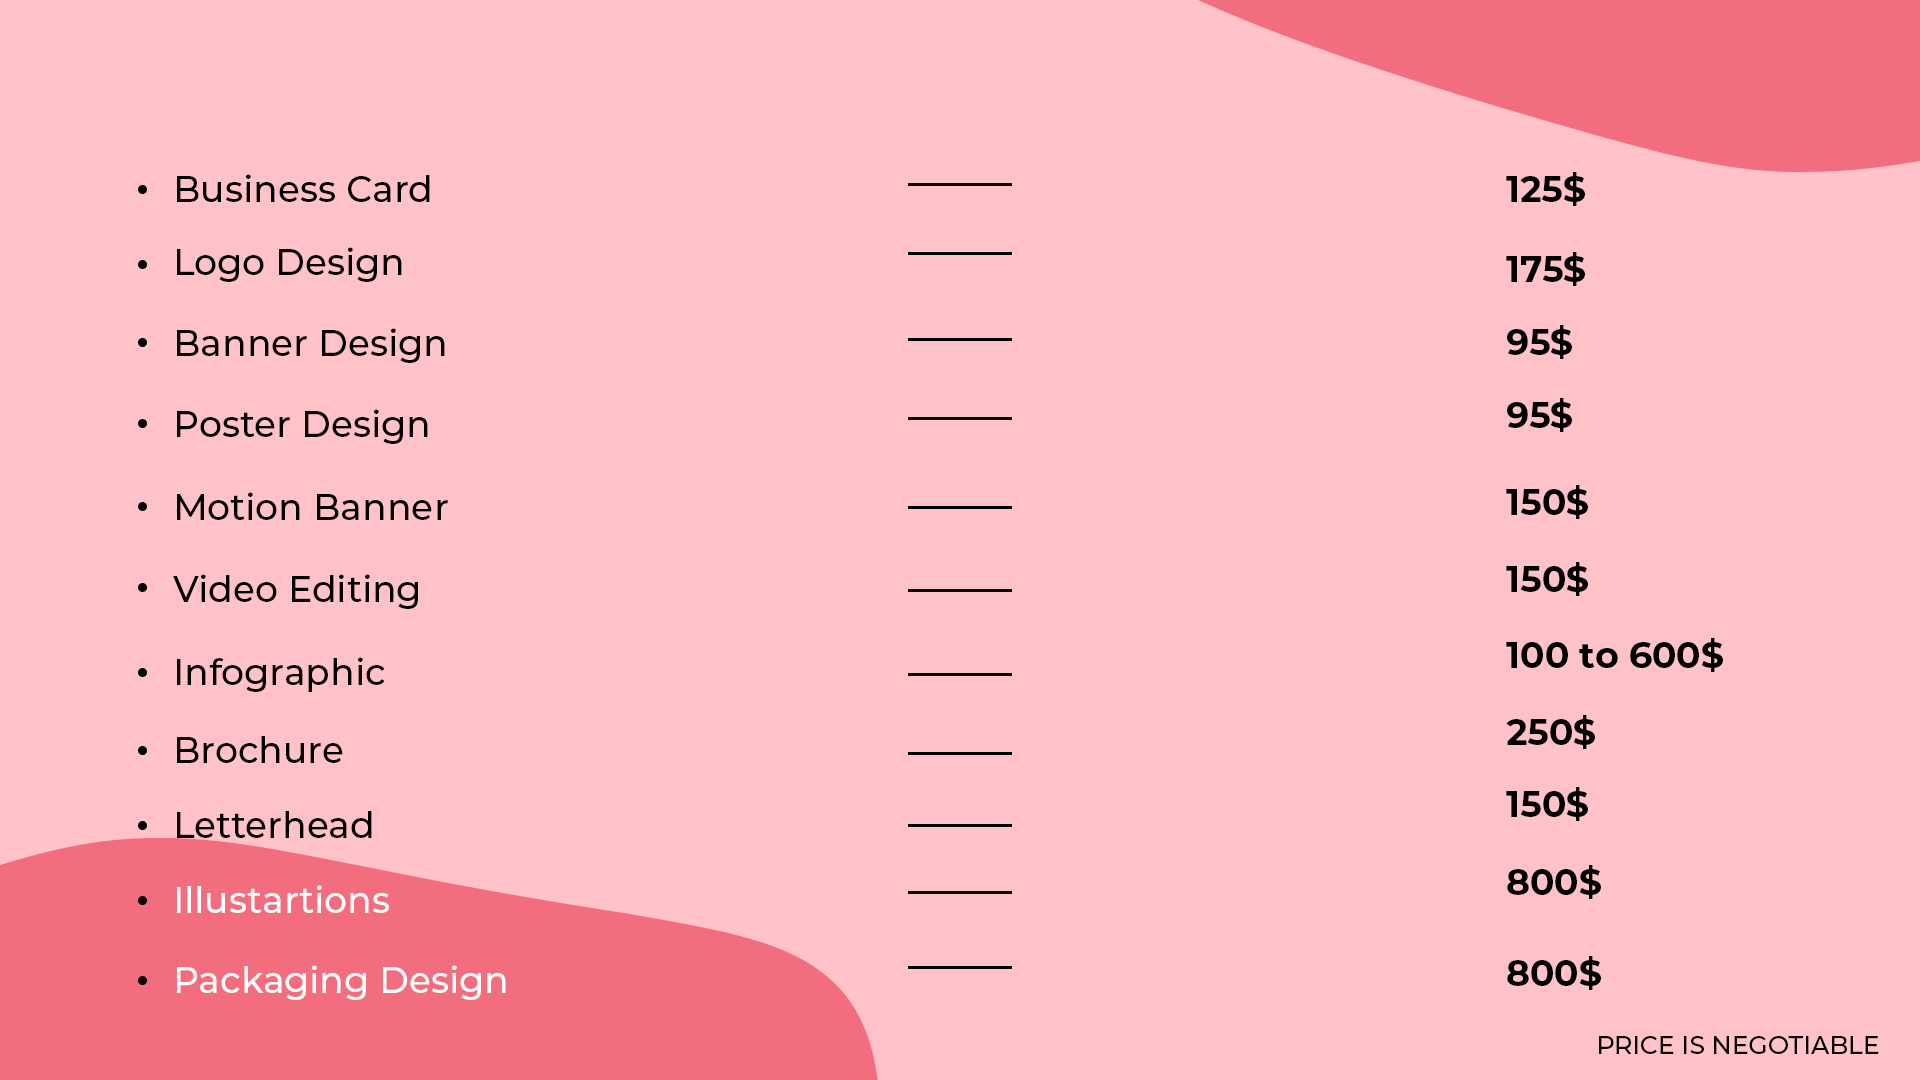 • Business Card 125$
• Logo Design 175$
• Banner Design 95$
• Poster Design 95$
• Motion Banner 150$
• Video Editing 150$
• Infographic 100 to 600$
• Brochure 250$
• Letterhead 150$
• Illustartions 800$
• Packaging Design 800$
PRICE IS NEGOTIABLE